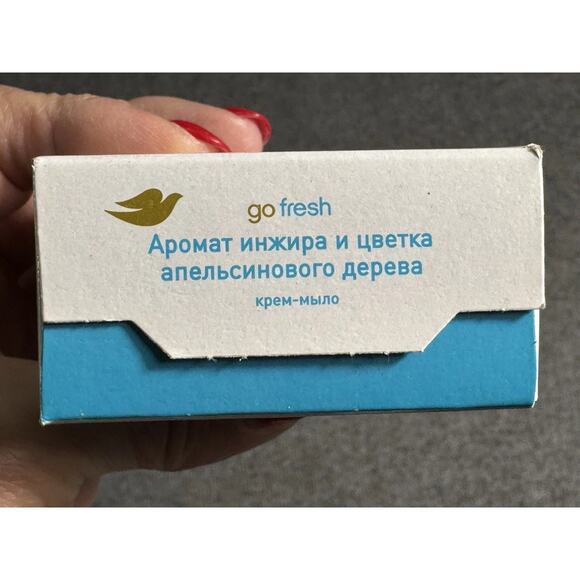 go fresh
Аромат инжира и цветка
апельсинового дерева
крем-мыло